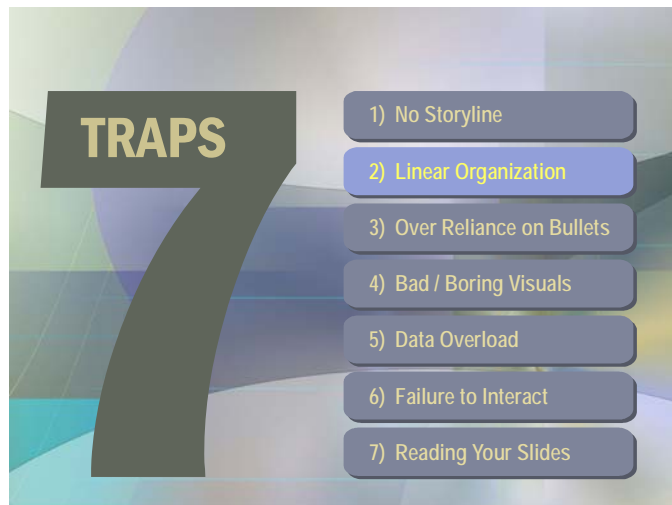 7
TRAPS
1) No Storyline
2) Linear Organization
3) Over Reliance on Bullets
4) Bad / Boring Visuals
5) Data Overload
6) Failure to Interact
7) Reading Your Slides